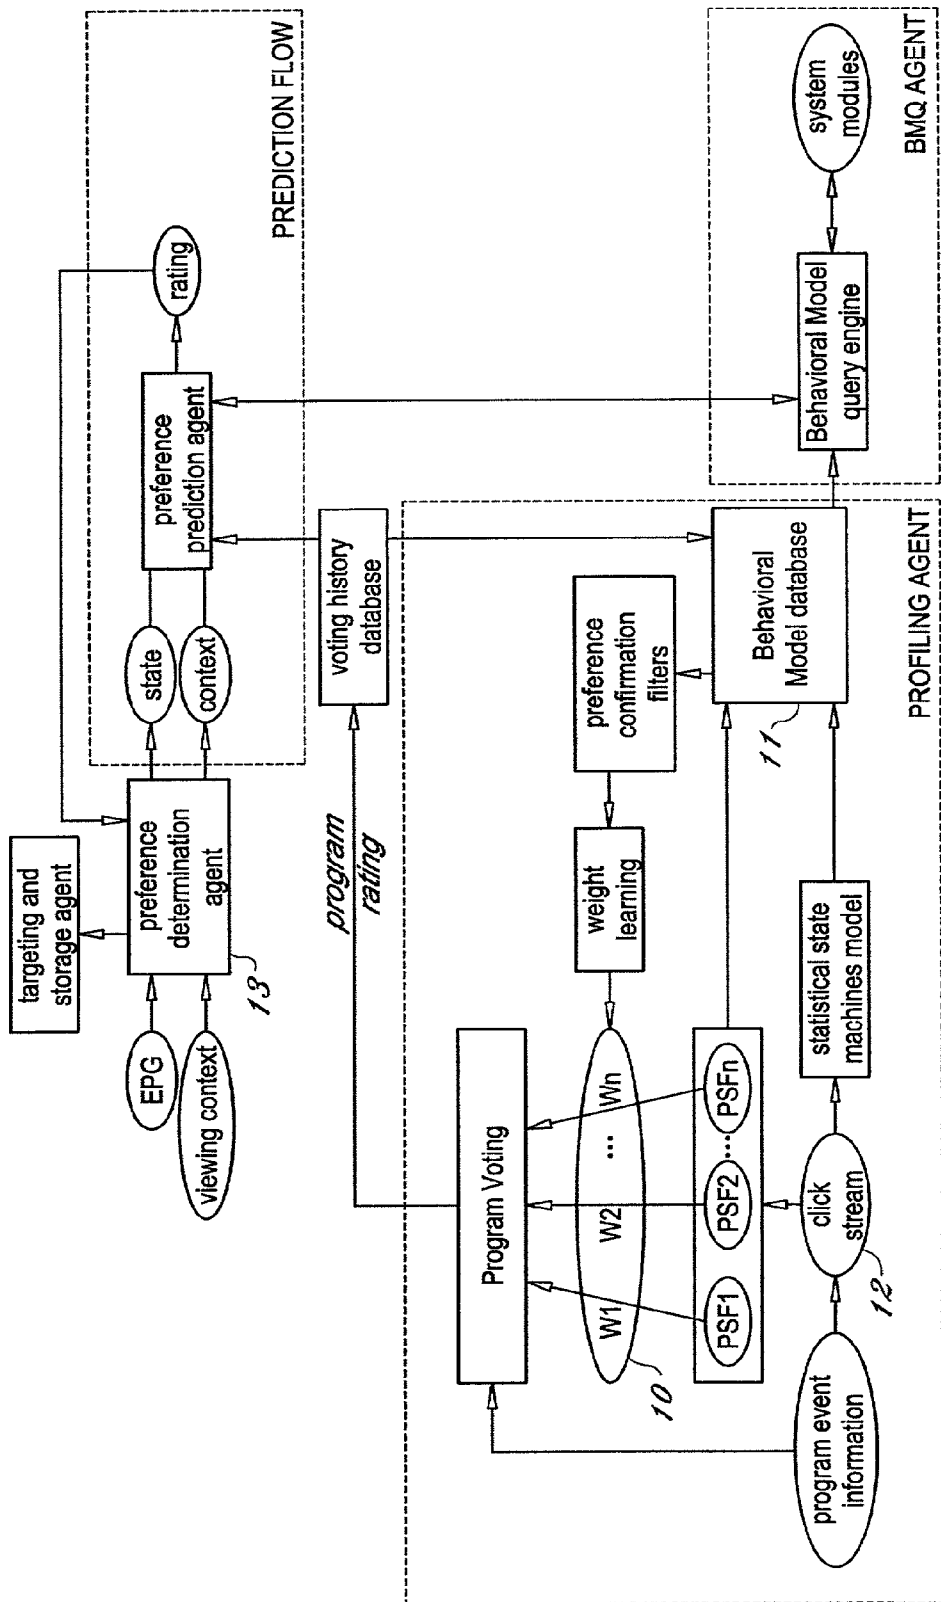 targeting and
storage agent
EPG
viewing context
preference
determination
agent
13
state
context
preference
prediction agent
rating
PREDICTION FLOW
program
rating
voting history
database
Program Voting
W1
W2
...
Wn
10
weight
learning
preference
confirmation
filters
PSF1
PSF2
...
PSFn
program event
information
click
stream
12
statistical state
machines model
Behavioral
Model database
11
PROFILING AGENT
Behavioral Model
query engine
system
modules
BMQ AGENT